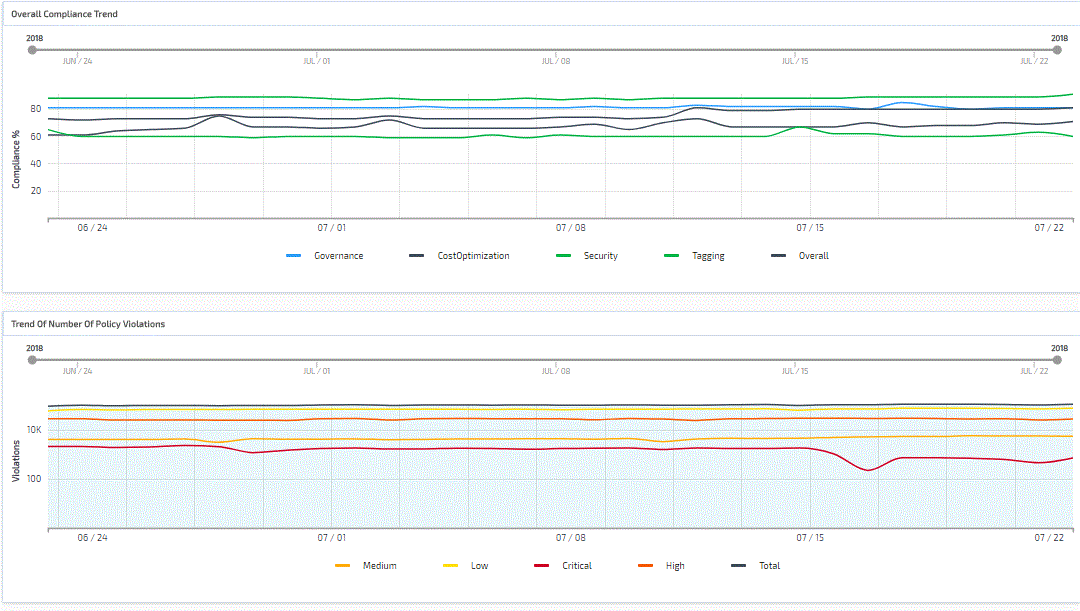 Overall Compliance Trend
2018 2018
JUN / 24 JUL / 01 JUL / 08 JUL / 15 JUL / 22
80
60
40
20
Compliance %
06 / 24 07 / 01 07 / 08 07 / 15 07 / 22
Governance CostOptimization Security Tagging Overall
Trend Of Number Of Policy Violations
2018 2018
JUN / 24 JUL / 01 JUL / 08 JUL / 15 JUL / 22
10K
100
Violations
06 / 24 07 / 01 07 / 08 07 / 15 07 / 22
Medium Low Critical High Total